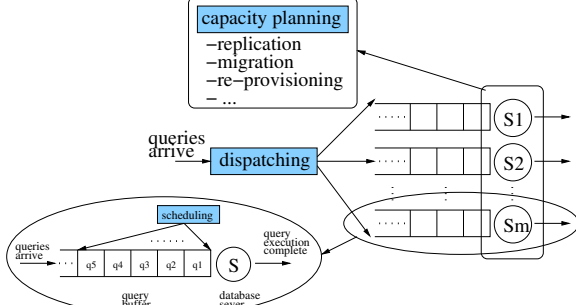 capacity planning
−replication
−migration
−re−provisioning
− ...
queries
arrive
dispatching
S1
S2
Sm
scheduling
queries
arrive
q5 q4 q3 q2 q1
S
query
execution
complete
query
buffer
database
sever